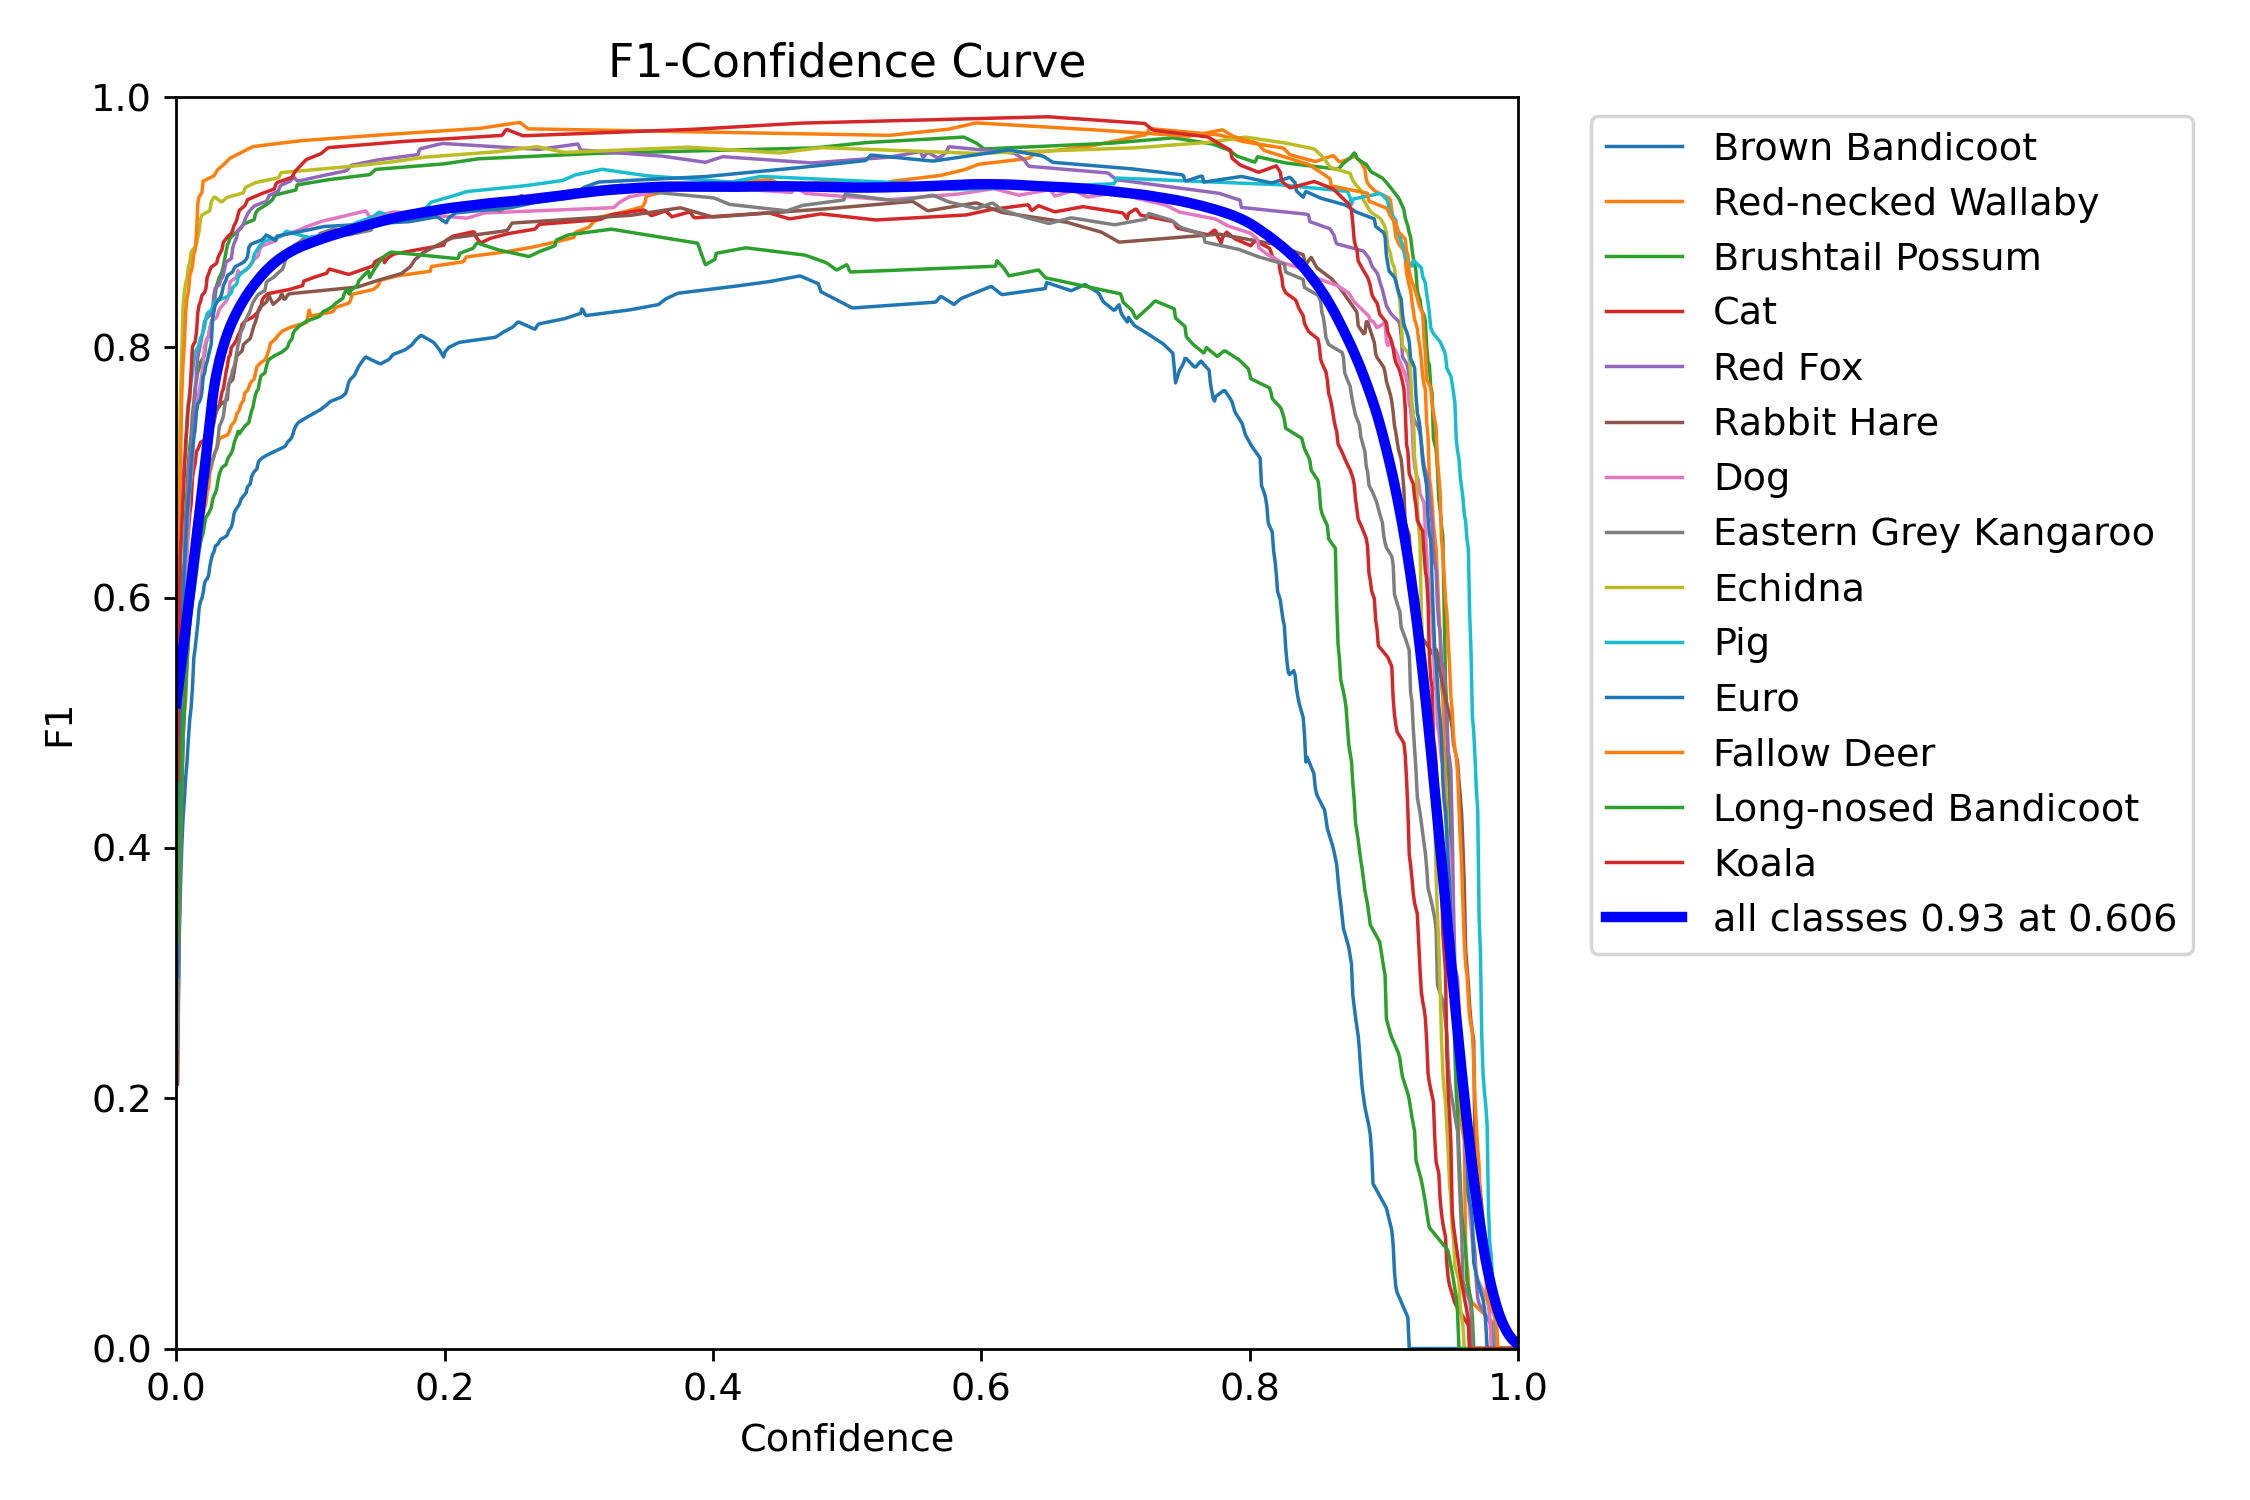 F1-Confidence Curve
1.0
0.8
0.6
0.4
0.2
0.0
F1
0.0 0.2 0.4 0.6 0.8 1.0
Confidence
Brown Bandicoot
Red-necked Wallaby
Brushtail Possum
Cat
Red Fox
Rabbit Hare
Dog
Eastern Grey Kangaroo
Echidna
Pig
Euro
Fallow Deer
Long-nosed Bandicoot
Koala
all classes 0.93 at 0.606